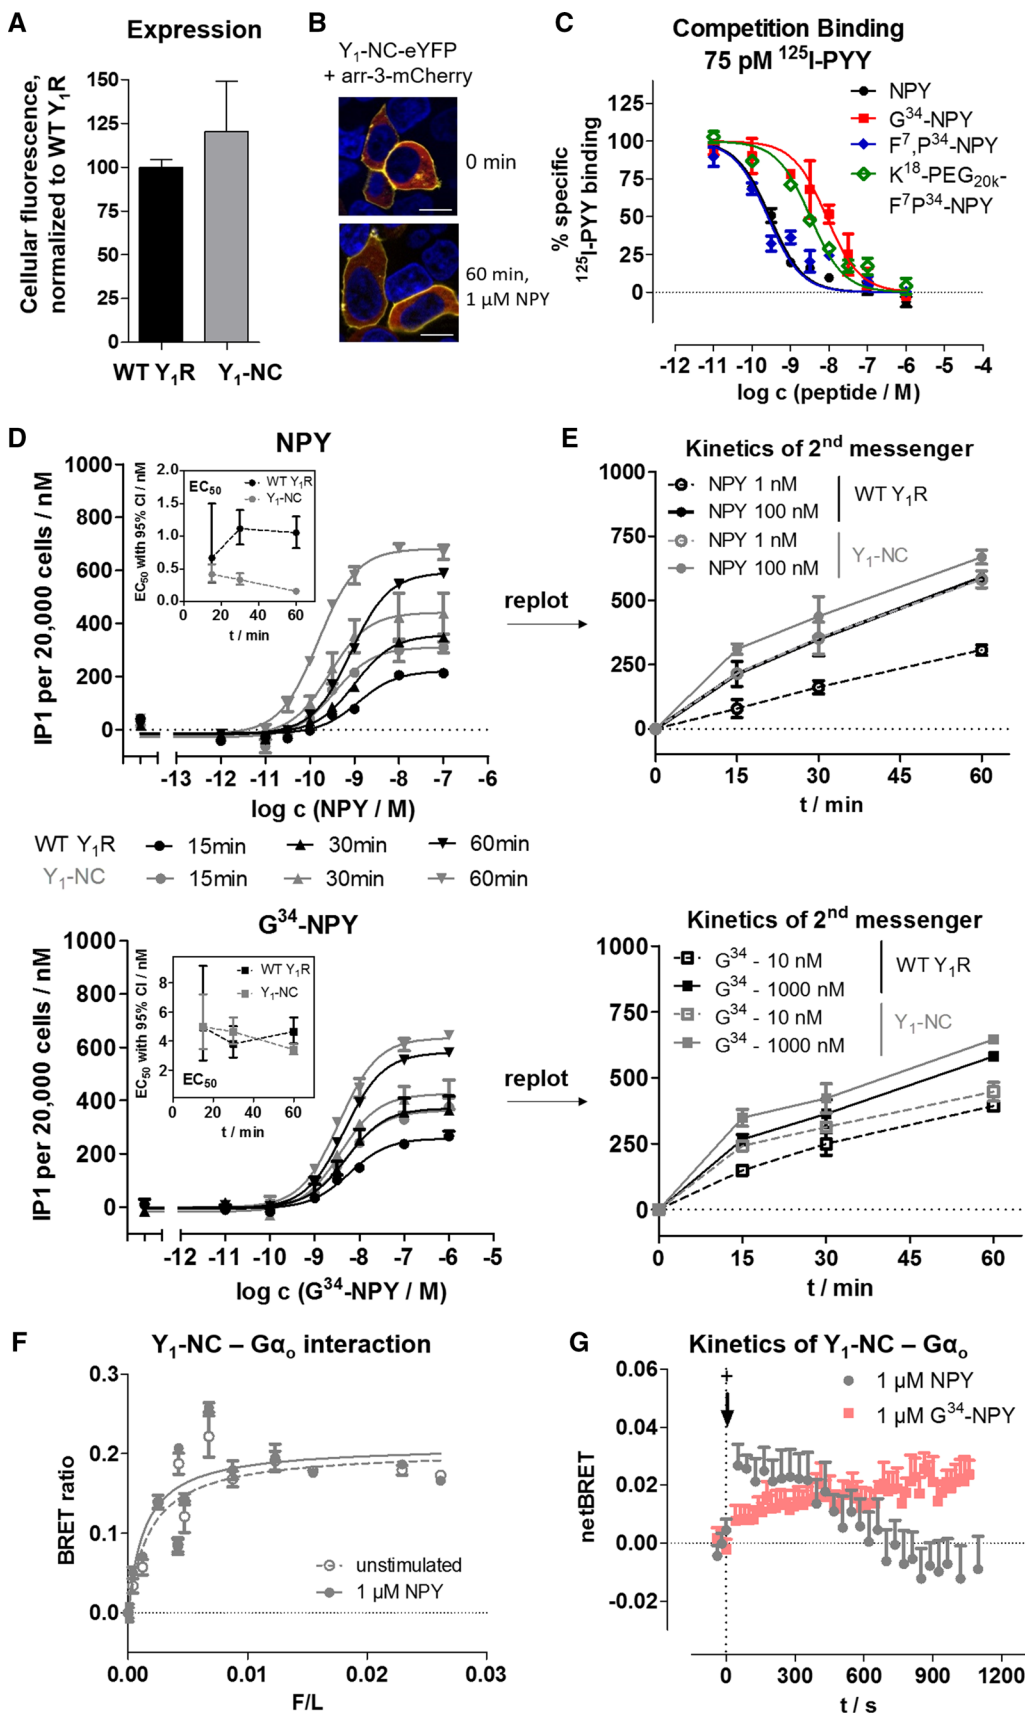 A
Expression
Cellular fluorescence,
normalized to WT Y1R
150
125
100
75
50
25
0
WT Y1R
Y1-NC
B
Y1-NC-eYFP
+ arr-3-mCherry
0 min
60 min,
1 µM NPY
C
Competition Binding
75 pM 125I-PYY
% specific
125I-PYY binding
125
100
75
50
25
0
NPY
G34-NPY
F7,P34-NPY
K18-PEG20k-
F7P34-NPY
-12 -11 -10 -9 -8 -7 -6 -5 -4
log c (peptide / M)
D
NPY
IP1 per 20,000 cells / nM
1000
800
600
400
200
0
EC50 with 95% CI / nM
2.0
1.5
1.0
0.5
0.0
EC50
WT Y1R
Y1-NC
0 20 40 60
t / min
-13 -12 -11 -10 -9 -8 -7 -6
log c (NPY / M)
replot
E
Kinetics of 2nd messenger
1000
750
500
250
0
NPY 1 nM
NPY 100 nM
WT Y1R
NPY 1 nM
NPY 100 nM
Y1-NC
0 15 30 45 60
t / min
WT Y1R 15min 30min 60min
Y1-NC 15min 30min 60min
G34-NPY
IP1 per 20,000 cells / nM
1000
800
600
400
200
0
EC50 with 95% CI / nM
8
6
4
2
WT Y1R
Y1-NC
EC50
0 20 40 60
t / min
-12 -11 -10 -9 -8 -7 -6 -5
log c (G34-NPY / M)
replot
Kinetics of 2nd messenger
1000
750
500
250
0
G34 - 10 nM
G34 - 1000 nM
WT Y1R
G34 - 10 nM
G34 - 1000 nM
Y1-NC
0 15 30 45 60
t / min
F
Y1-NC – Gαo interaction
BRET ratio
0.3
0.2
0.1
0.0
unstimulated
1 µM NPY
0.00 0.01 0.02 0.03
F/L
G
Kinetics of Y1-NC – Gαo
netBRET
0.06
0.04
0.02
0.00
-0.02
+
1 µM NPY
1 µM G34-NPY
0 300 600 900 1200
t / s